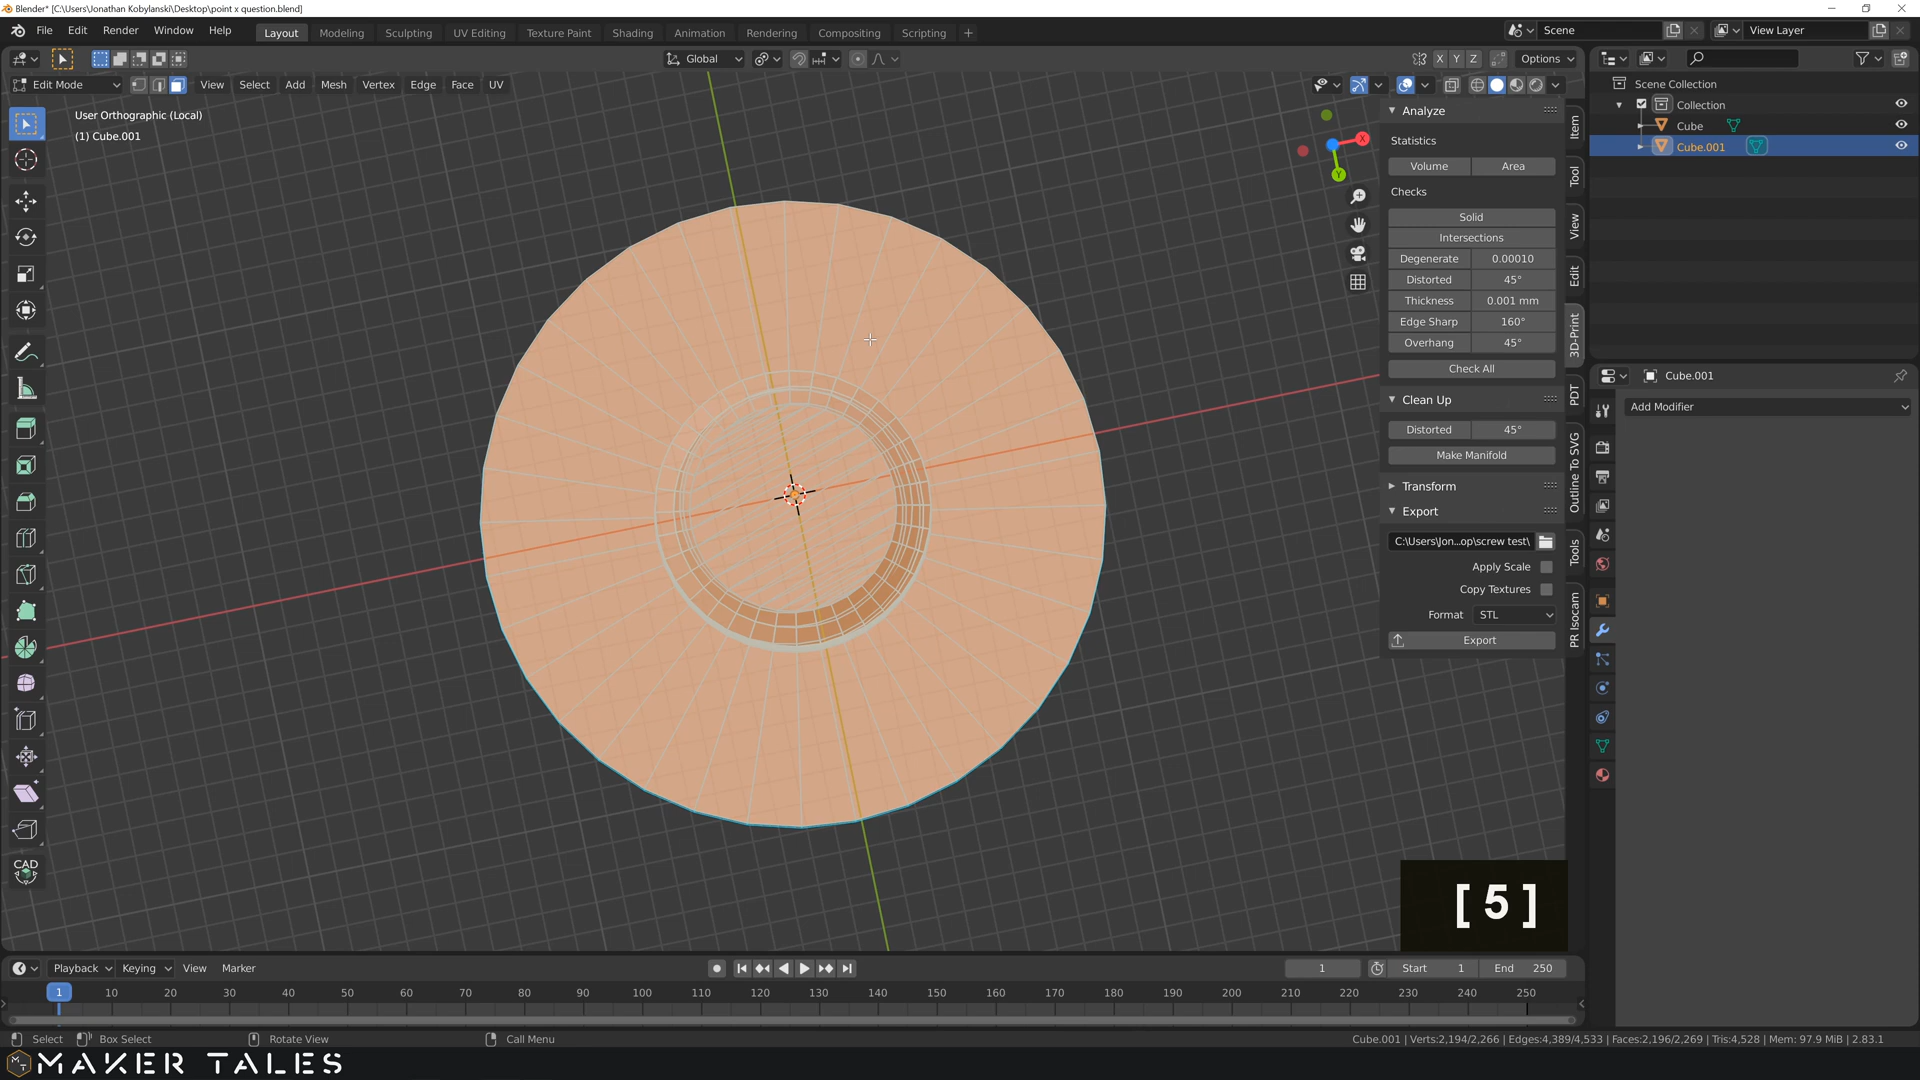 Blender* [C:\Users\Jonathan Kobylanski\Desktop\point x question.blend]
File Edit Render Window Help
Layout Modeling Sculpting UV Editing Texture Paint Shading Animation Rendering Compositing Scripting +
Scene View Layer
Global X Y Z Options
Edit Mode View Select Add Mesh Vertex Edge Face UV
User Orthographic (Local)
(1) Cube.001
X
Y
Analyze
Statistics
Volume Area
Checks
Solid
Intersections
Degenerate 0.00010
Distorted 45°
Thickness 0.001 mm
Edge Sharp 160°
Overhang 45°
Check All
Clean Up
Distorted 45°
Make Manifold
Transform
Export
C:\Users\Jon...op\screw test\
Apply Scale
Copy Textures
Format STL
Export
Item
Tool
View
Edit
3D-Print
PDT
Outline To SVG
Tools
PR Isocam
Scene Collection
Collection
Cube
Cube.001
Cube.001
Add Modifier
CAD
[ 5 ]
Playback Keying View Marker
1 Start 1 End 250
1 10 20 30 40 50 60 70 80 90 100 110 120 130 140 150 160 170 180 190 200 210 220 230 240 250
Select Box Select Rotate View Call Menu
Cube.001 | Verts:2,194/2,266 | Edges:4,389/4,533 | Faces:2,196/2,269 | Tris:4,528 | Mem: 97.9 MiB | 2.83.1
MAKER TALES